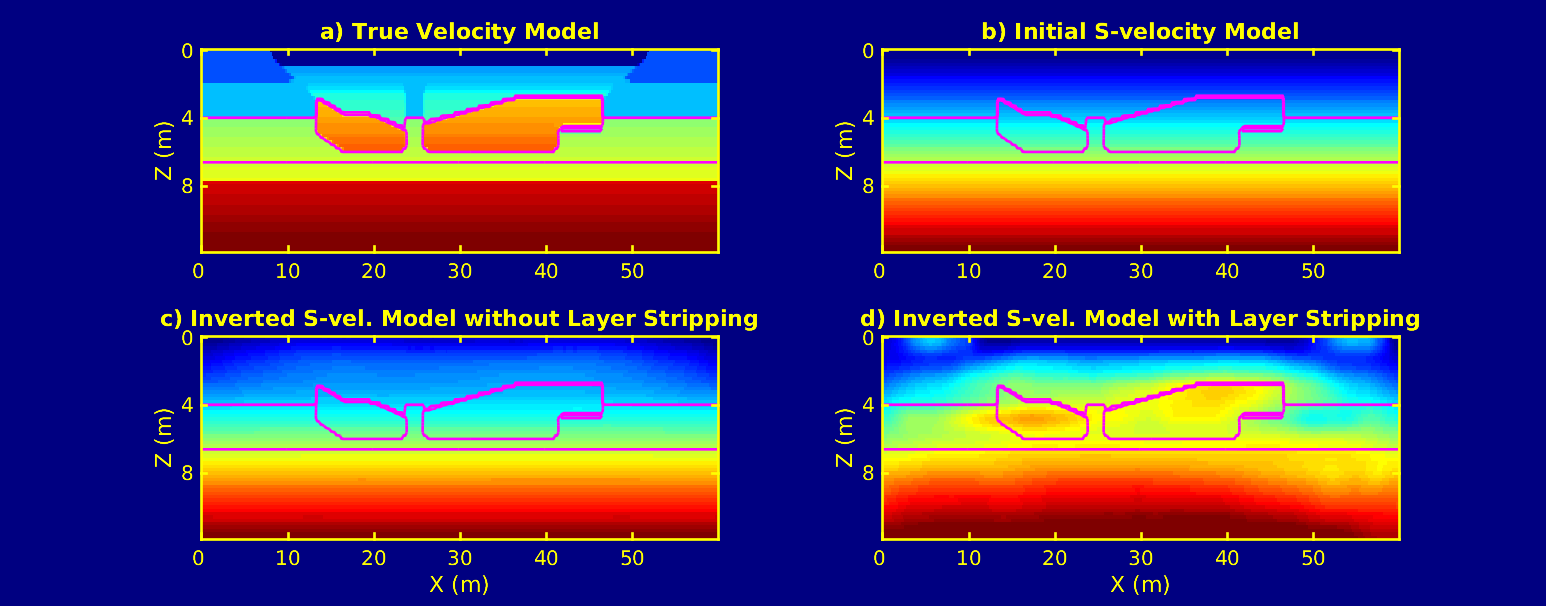 a) True Velocity Model
0
4
8
Z (m)
0 10 20 30 40 50
b) Initial S-velocity Model
0
4
8
Z (m)
0 10 20 30 40 50
c) Inverted S-vel. Model without Layer Stripping
0
4
8
Z (m)
0 10 20 30 40 50
X (m)
d) Inverted S-vel. Model with Layer Stripping
0
4
8
Z (m)
0 10 20 30 40 50
X (m)